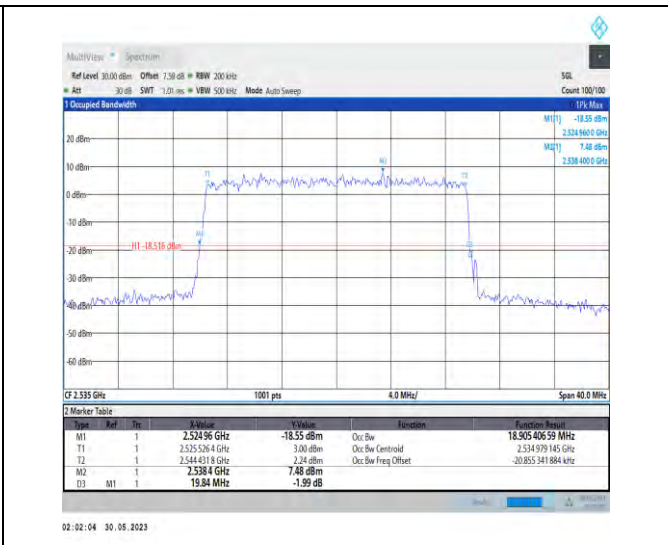 MultiView Spectrum
Ref Level 30.00 dBm Offset 7.58 dB RBW 200 kHz SGL
Att 30 dB SWT 1.01 ms VBW 500 kHz Mode Auto Sweep Count 100/100
1 Occupied Bandwidth 1Pk Max
M1[1] -18.55 dBm
2.524 960 0 GHz
7.48 dBm
2.538 400 0 GHz
20 dBm
10 dBm
0 dBm
-10 dBm
-20 dBm
-30 dBm
-40 dBm
-50 dBm
-60 dBm
T1
M2
T2
M1
H1 -18.516 dBm
CF 2.535 GHz 1001 pts 4.0 MHz/ Span 40.0 MHz
2 Marker Table
Type Ref Trc X-Value Y-Value Function Function Result
M1 1 2.524 96 GHz -18.55 dBm Occ Bw 18.905 406 59 MHz
T1 1 2.525 526 4 GHz 3.00 dBm Occ Bw Centroid 2.534 979 145 GHz
T2 1 2.544 431 8 GHz 2.24 dBm Occ Bw Freq Offset -20.855 341 884 kHz
M2 1 2.538 4 GHz 7.48 dBm
D3 M1 1 19.84 MHz -1.99 dB
02:02:04 30.05.2023